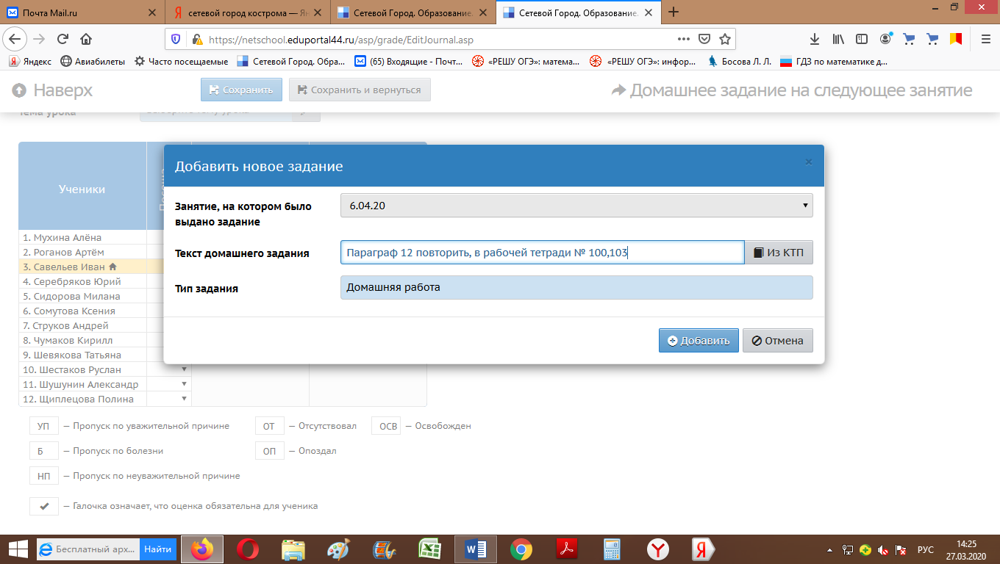 Почта Mail.ru
сетевой город кострома — Ян
Сетевой Город. Образование.
Сетевой Город. Образование.
https://netschool.eduportal44.ru/asp/grade/EditJournal.asp
Яндекс
Авиабилеты
Часто посещаемые
Сетевой Город. Обра...
(65) Входящие - Почт...
«РЕШУ ОГЭ»: матема...
«РЕШУ ОГЭ»: инфор...
Босова Л. Л.
ГДЗ по математике д...
Наверх
Сохранить
Сохранить и вернуться
Домашнее задание на следующее занятие
Тема урока
Ученики
Добавить новое задание
×
Занятие, на котором было
выдано задание
6.04.20
Текст домашнего задания
Параграф 12 повторить, в рабочей тетради № 100,103
Из КТП
Тип задания
Домашняя работа
Добавить
Отмена
1. Мухина Алёна
2. Роганов Артём
3. Савельев Иван
4. Серебряков Юрий
5. Сидорова Милана
6. Сомутова Ксения
7. Струков Андрей
8. Чумаков Кирилл
9. Шевякова Татьяна
10. Шестаков Руслан
11. Шушунин Александр
12. Щиплецова Полина
УП — Пропуск по уважительной причине
ОТ — Отсутствовал
ОСВ — Освобожден
Б — Пропуск по болезни
ОП — Опоздал
НП — Пропуск по неуважительной причине
— Галочка означает, что оценка обязательна для ученика
Бесплатный арх...
Найти
РУС
14:25
27.03.2020